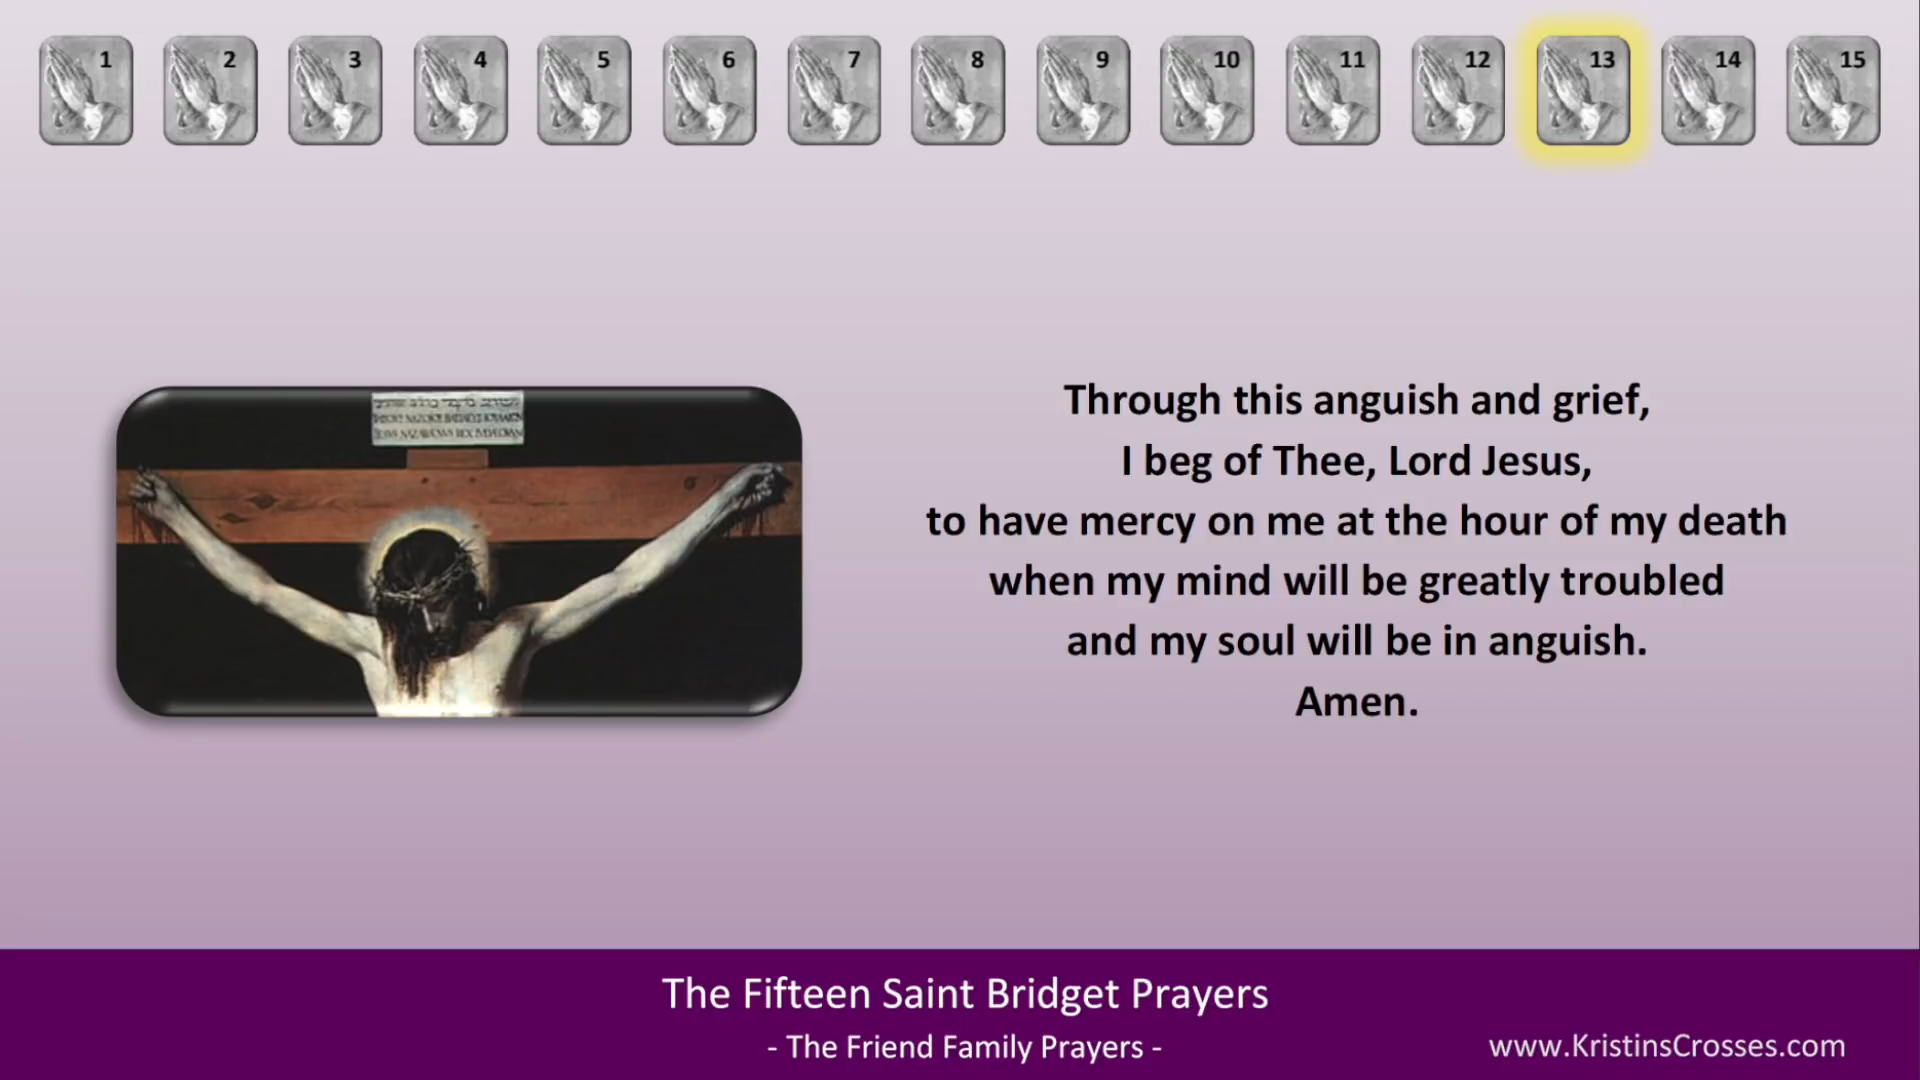 1 2 3 4 5 6 7 8 9 10 11 12 13 14 15
Through this anguish and grief,
I beg of Thee, Lord Jesus,
to have mercy on me at the hour of my death
when my mind will be greatly troubled
and my soul will be in anguish.
Amen.
The Fifteen Saint Bridget Prayers
- The Friend Family Prayers -
www.KristinsCrosses.com